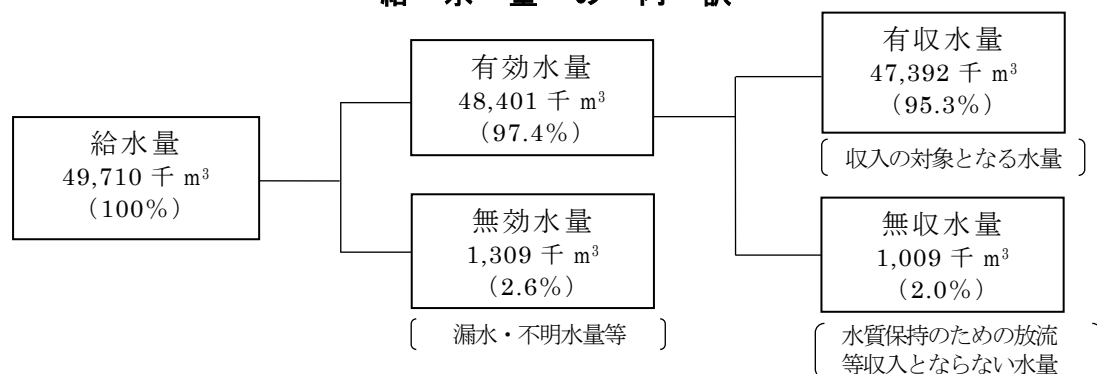 給水量の内訳
給水量
49,710 千 m³
(100%)
有効水量
48,401 千 m³
(97.4%)
無効水量
1,309 千 m³
(2.6%)
漏水・不明水量等
有収水量
47,392 千 m³
(95.3%)
収入の対象となる水量
無収水量
1,009 千 m³
(2.0%)
水質保持のための放流
等収入とならない水量